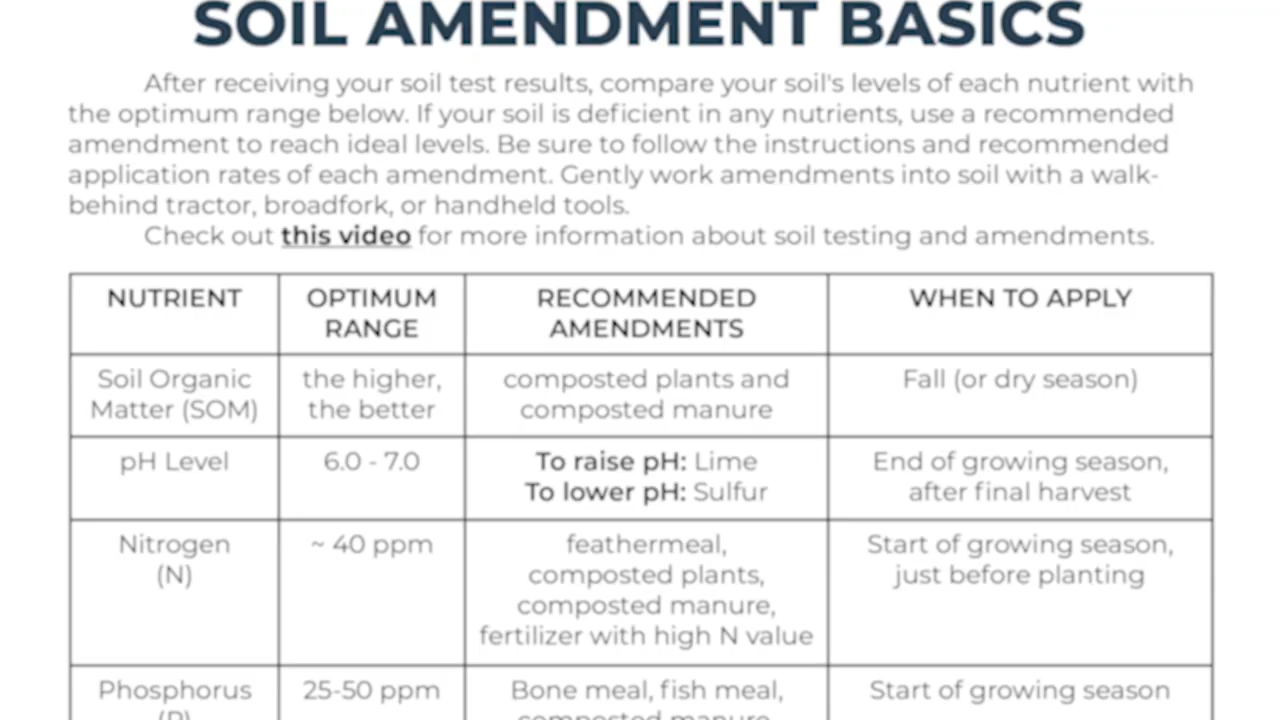 SOIL AMENDMENT BASICS
After receiving your soil test results, compare your soil's levels of each nutrient with
the optimum range below. If your soil is deficient in any nutrients, use a recommended
amendment to reach ideal levels. Be sure to follow the instructions and recommended
application rates of each amendment. Gently work amendments into soil with a walk-
behind tractor, broadfork, or handheld tools.
Check out this video for more information about soil testing and amendments.
NUTRIENT
OPTIMUM
RANGE
RECOMMENDED
AMENDMENTS
WHEN TO APPLY
Soil Organic
Matter (SOM)
the higher,
the better
composted plants and
composted manure
Fall (or dry season)
pH Level
6.0 - 7.0
To raise pH: Lime
To lower pH: Sulfur
End of growing season,
after final harvest
Nitrogen
(N)
~ 40 ppm
feathermeal,
composted plants,
composted manure,
fertilizer with high N value
Start of growing season,
just before planting
Phosphorus
(P)
25-50 ppm
Bone meal, fish meal,
composted manure
Start of growing season